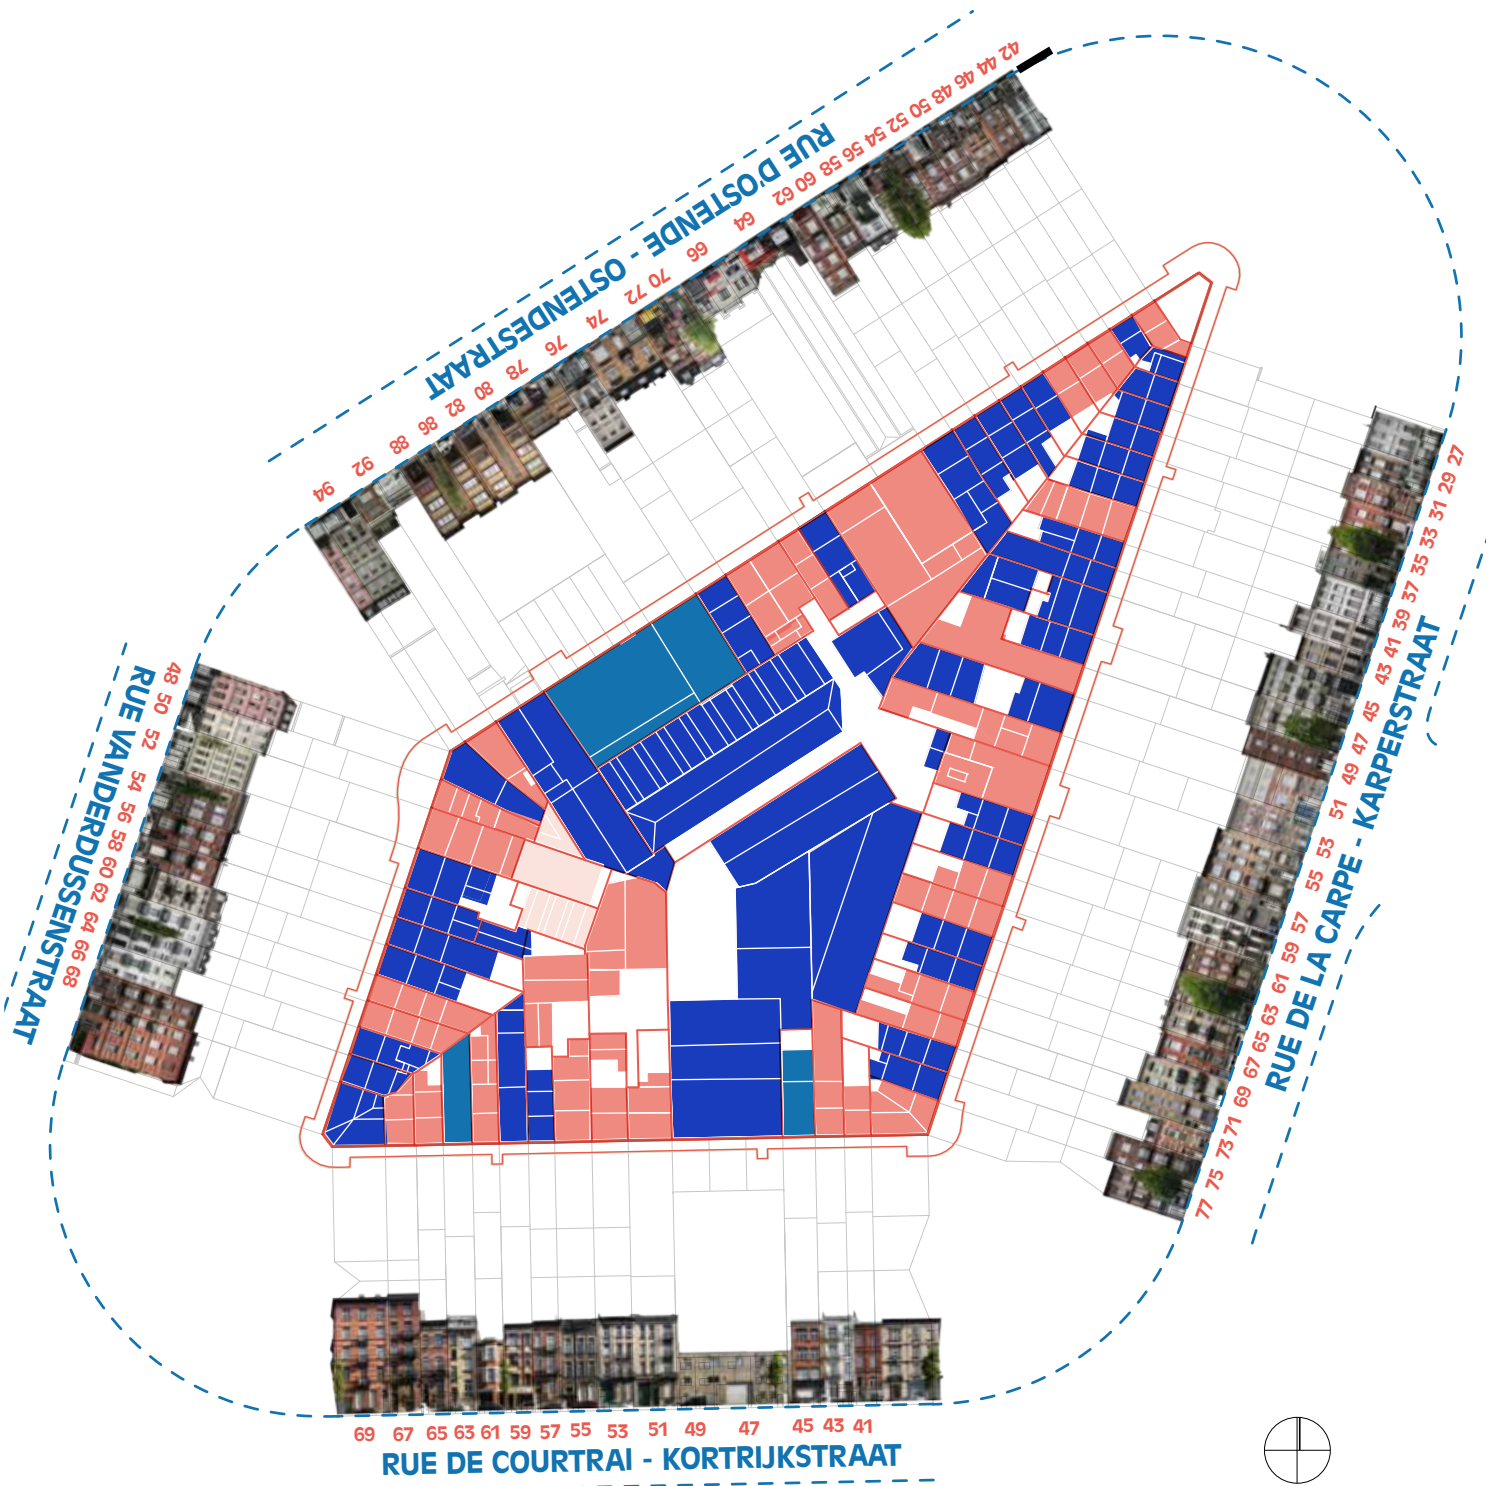 42 44 46 48 50 52 54 56 58 60 62 64 66 70 72 74 76 78 80 82 86 88 92 94
RUE D'OSTENDE - OSTENDESTRAAT
27 29 31 33 35 37 39 41 43 45 47 49 51 53 55 57 59 61 63 65 67 69 71 73 75 77
RUE DE LA CARPE - KARPERSTRAAT
48 50 52 54 56 58 60 62 64 66 68
RUE VANDERDUSSENSTRAAT
69 67 65 63 61 59 57 55 53 51 49 47 45 43 41
RUE DE COURTRAI - KORTRIJKSTRAAT